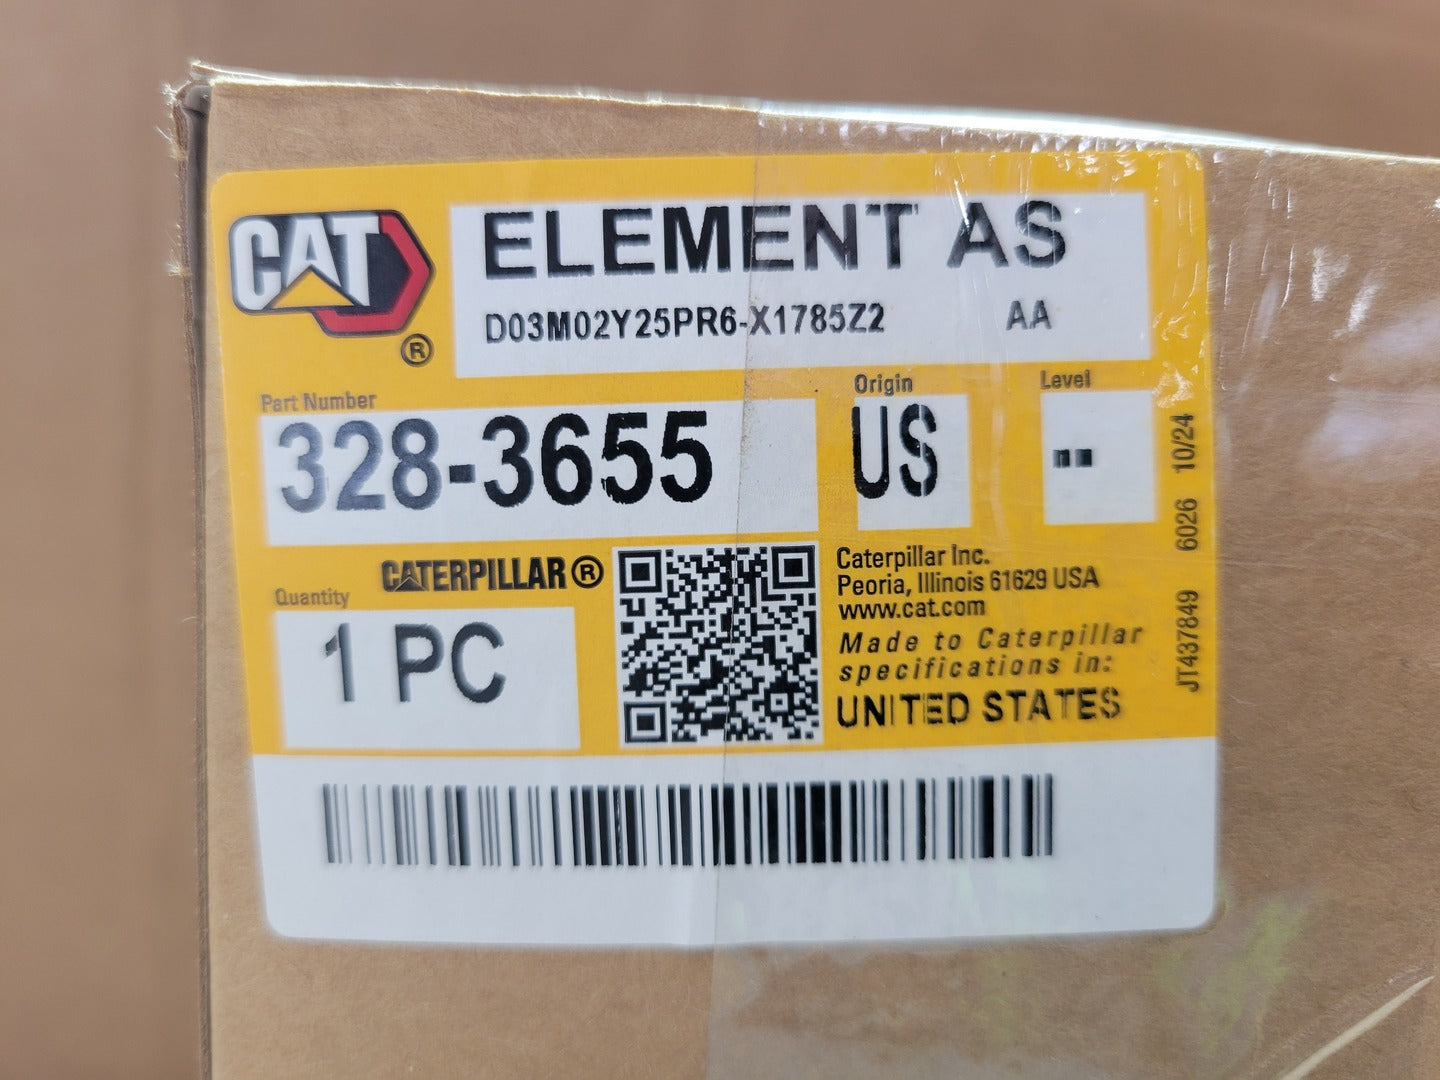 CAT
®
ELEMENT AS
D03M02Y25PR6-X1785Z2 AA
Part Number
328-3655
Origin
US
Level
--
CATERPILLAR®
Quantity
1 PC
Caterpillar Inc.
Peoria, Illinois 61629 USA
www.cat.com
Made to Caterpillar
specifications in:
UNITED STATES
JT437849 6026 10/24